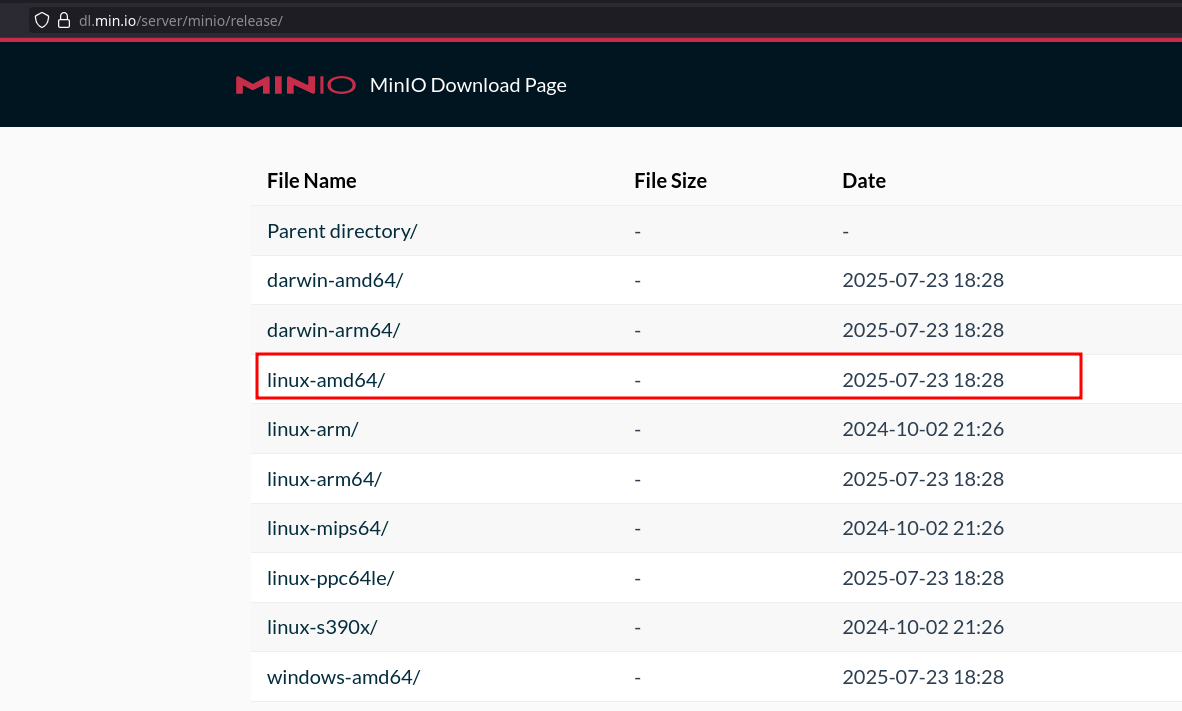 dl.min.io/server/minio/release/
MINIO MinIO Download Page
File Name File Size Date
Parent directory/ - -
darwin-amd64/ - 2025-07-23 18:28
darwin-arm64/ - 2025-07-23 18:28
linux-amd64/ - 2025-07-23 18:28
linux-arm/ - 2024-10-02 21:26
linux-arm64/ - 2025-07-23 18:28
linux-mips64/ - 2024-10-02 21:26
linux-ppc64le/ - 2025-07-23 18:28
linux-s390x/ - 2024-10-02 21:26
windows-amd64/ - 2025-07-23 18:28